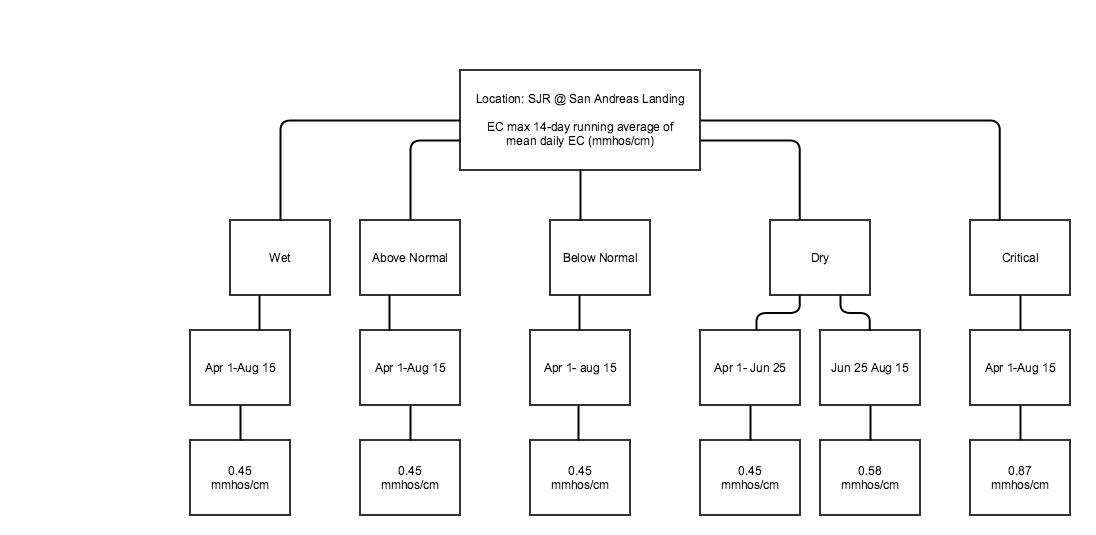 Location: SJR @ San Andreas Landing
EC max 14-day running average of
mean daily EC (mmhos/cm)
Wet
Above Normal
Below Normal
Dry
Critical
Apr 1-Aug 15
Apr 1-Aug 15
Apr 1- aug 15
Apr 1- Jun 25
Jun 25 Aug 15
Apr 1-Aug 15
0.45
mmhos/cm
0.45
mmhos/cm
0.45
mmhos/cm
0.45
mmhos/cm
0.58
mmhos/cm
0.87
mmhos/cm